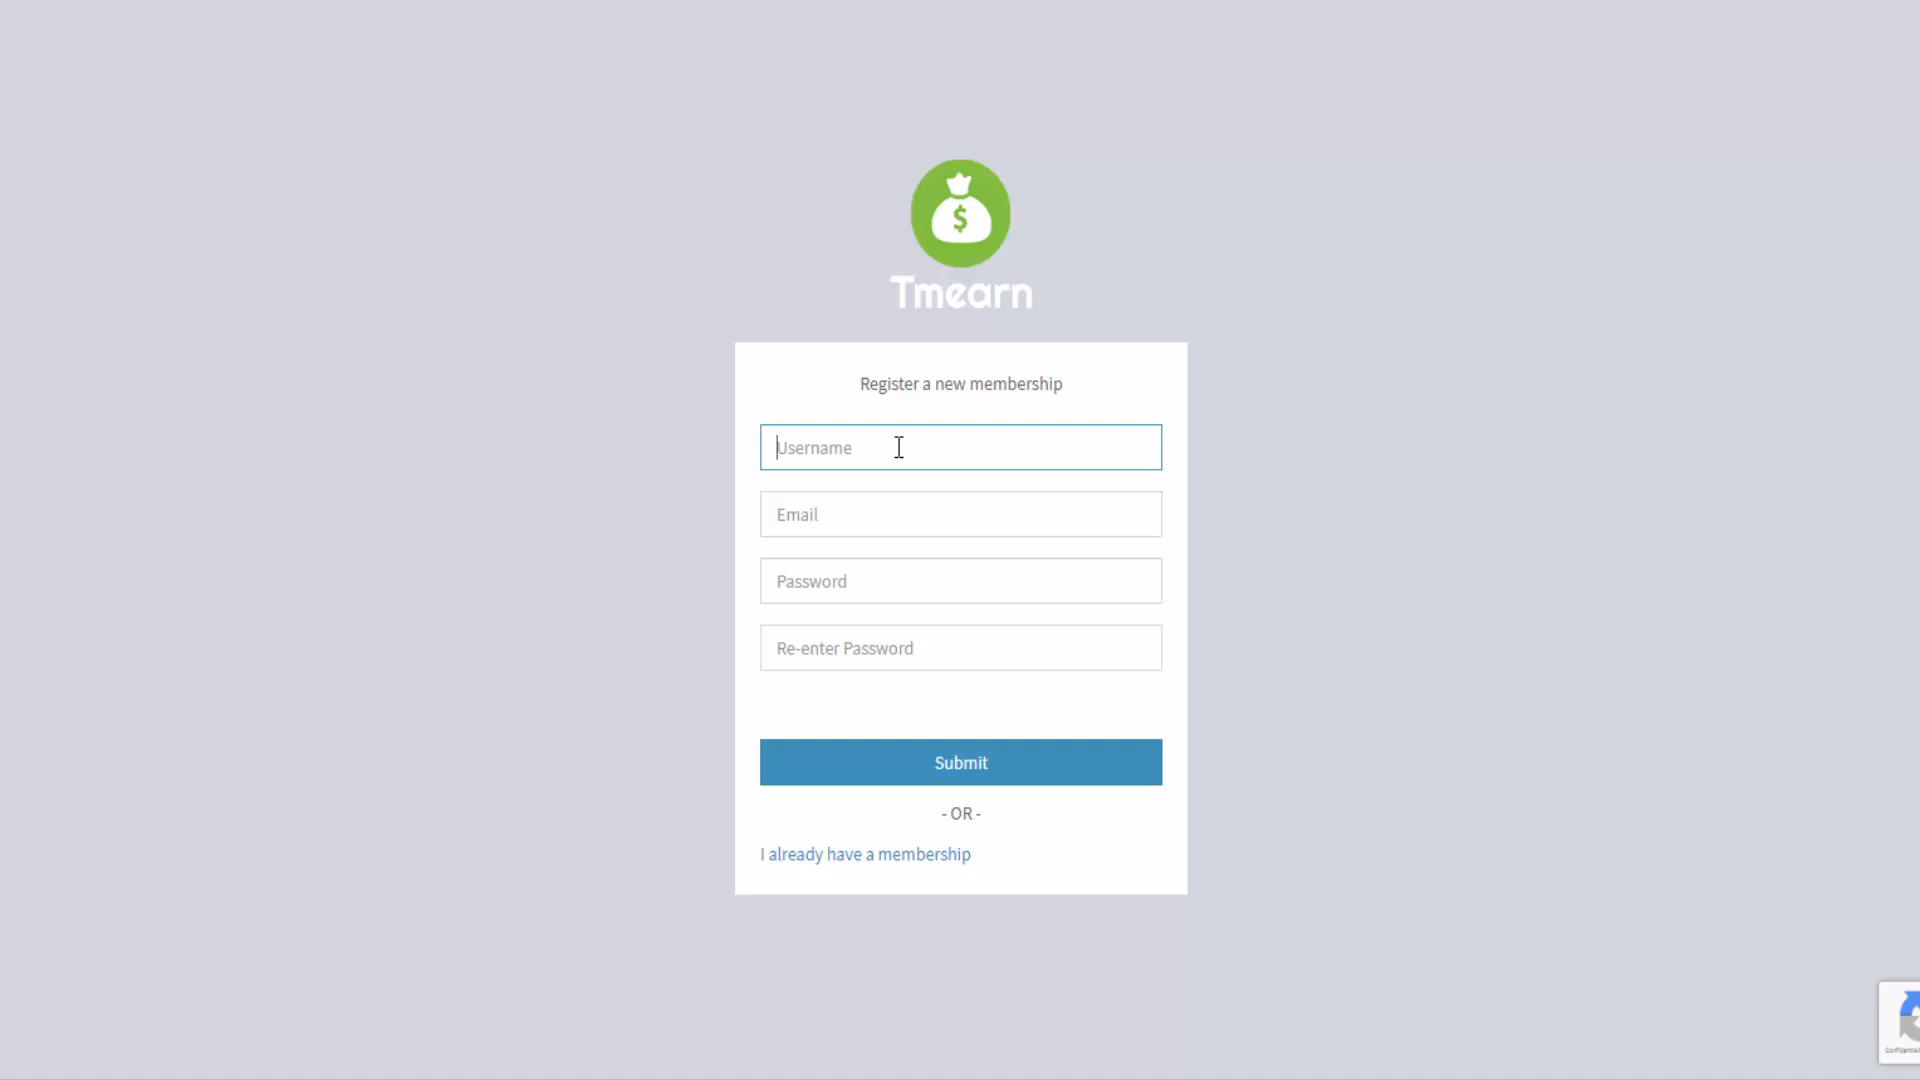 $
Tmearn
Register a new membership
Username
Email
Password
Re-enter Password
Submit
- OR -
I already have a membership